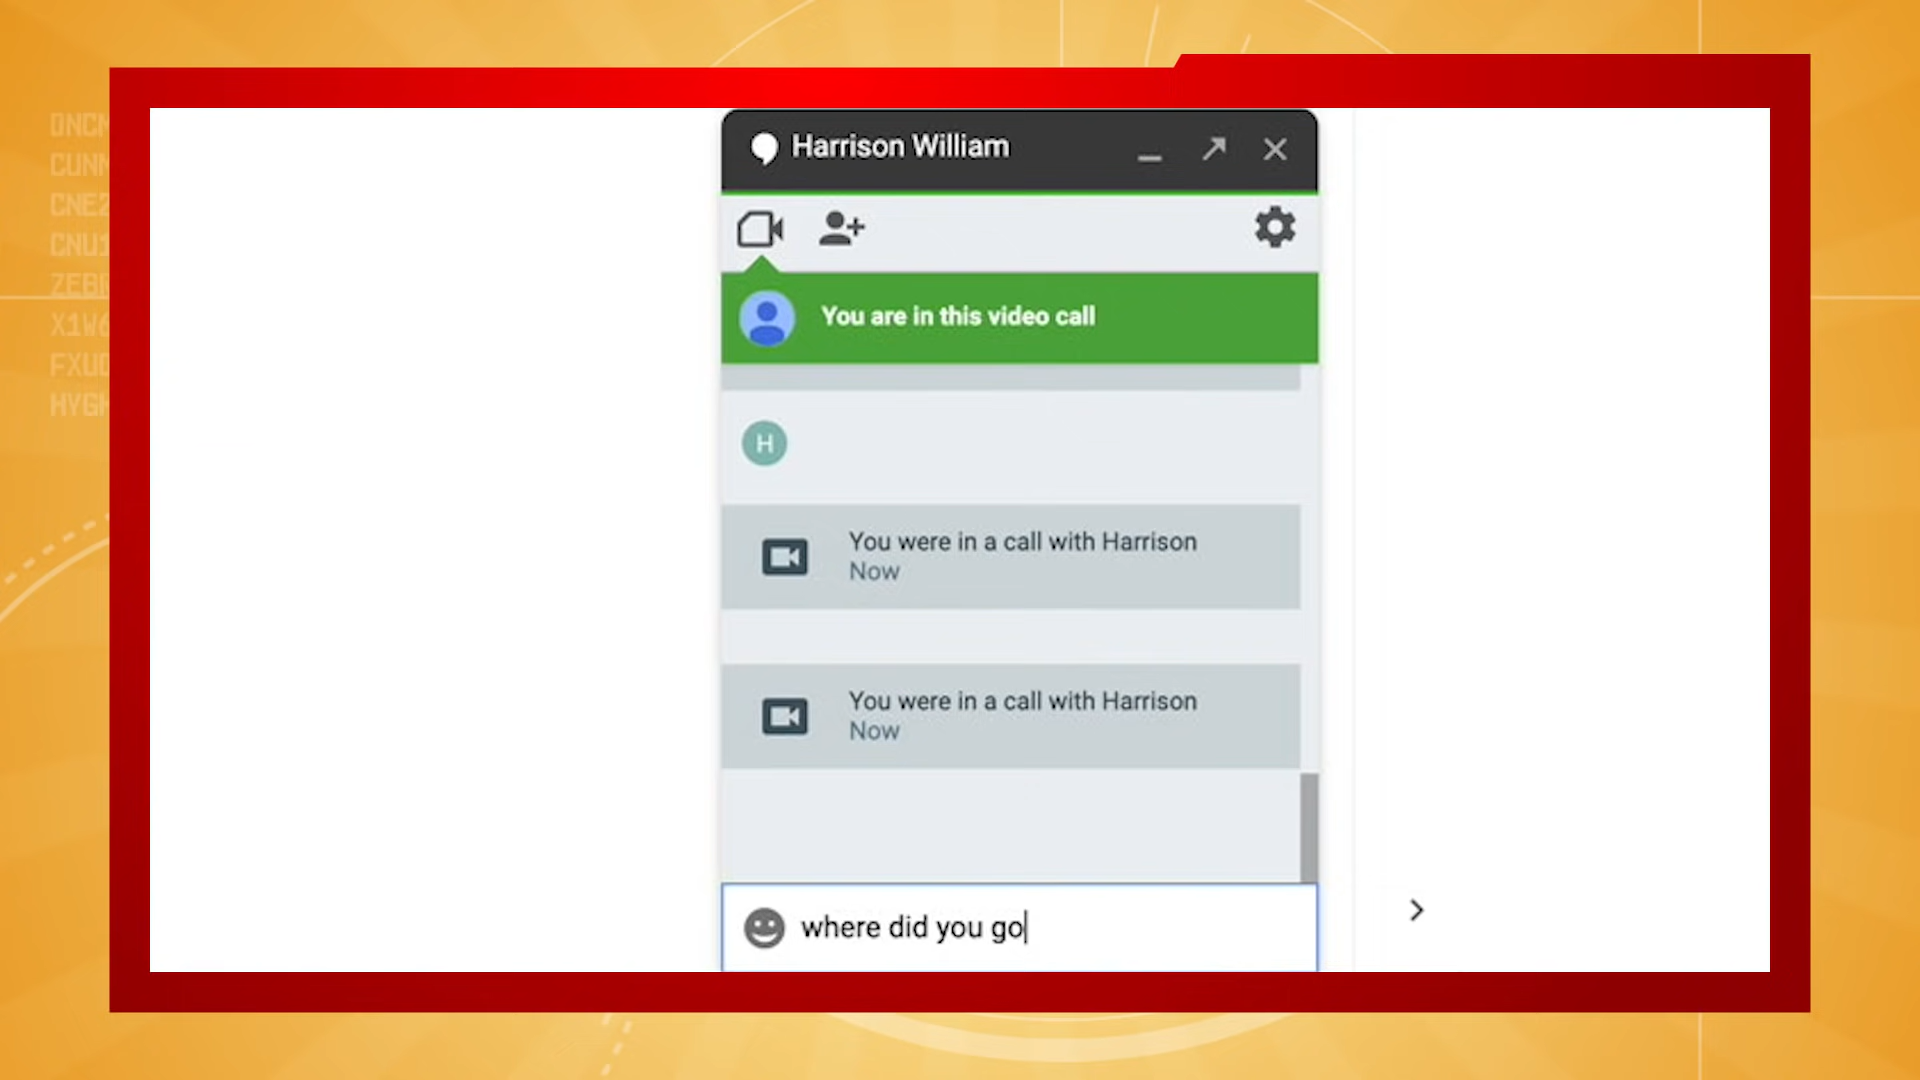 Harrison William
You are in this video call
H
You were in a call with Harrison
Now
You were in a call with Harrison
Now
where did you go